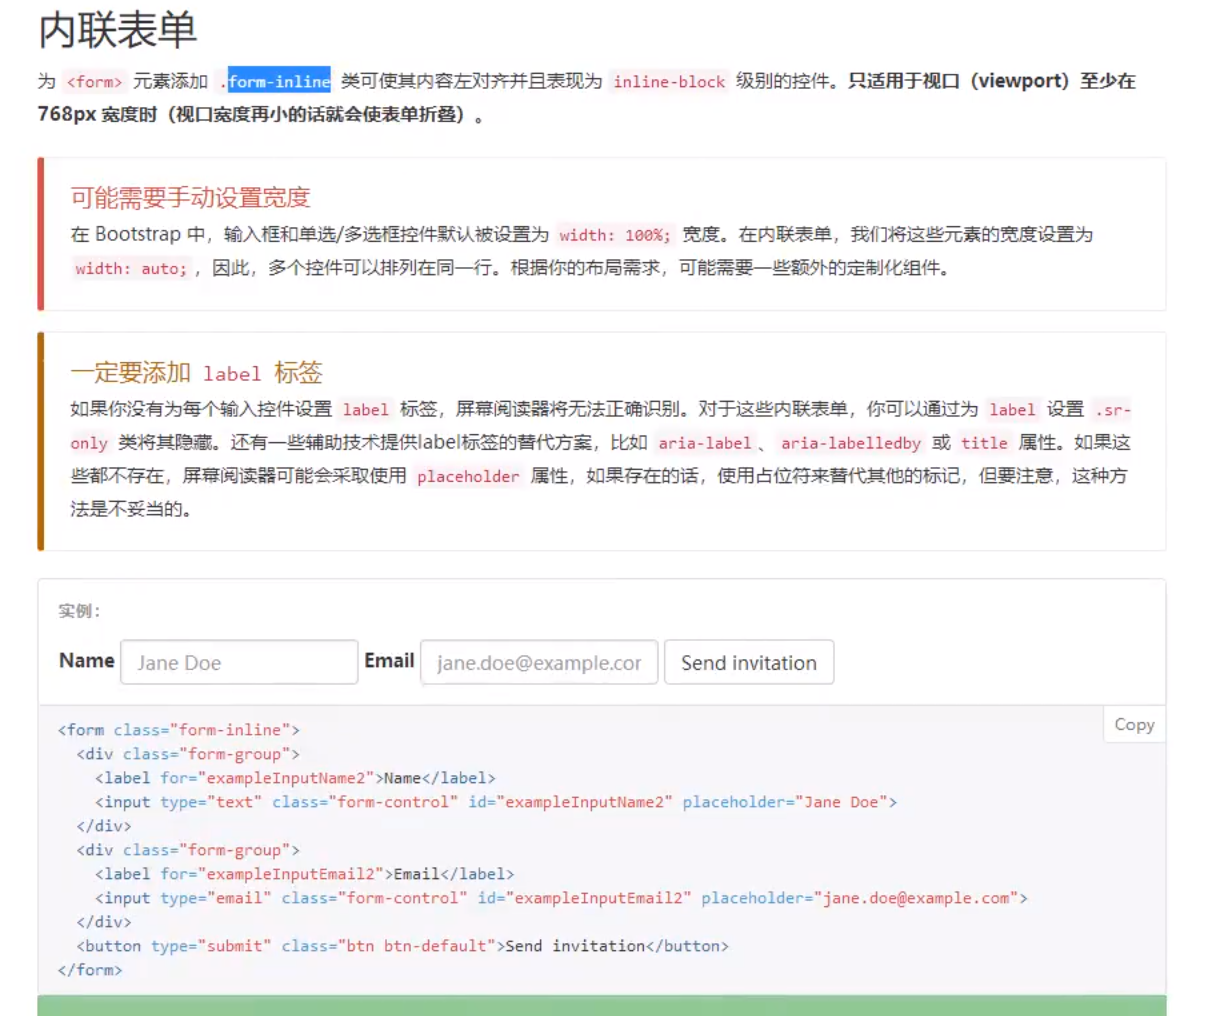 内联表单
为 <form> 元素添加 .form-inline 类可使其内容左对齐并且表现为 inline-block 级别的控件。只适用于视口（viewport）至少在
768px 宽度时（视口宽度再小的话就会使表单折叠）。
可能需要手动设置宽度
在 Bootstrap 中，输入框和单选/多选框控件默认被设置为 width: 100%; 宽度。在内联表单，我们将这些元素的宽度设置为
width: auto; ，因此，多个控件可以排列在同一行。根据你的布局需求，可能需要一些额外的定制化组件。
一定要添加 label 标签
如果你没有为每个输入控件设置 label 标签，屏幕阅读器将无法正确识别。对于这些内联表单，你可以通过为 label 设置 .sr-
only 类将其隐藏。还有一些辅助技术提供label标签的替代方案，比如 aria-label 、 aria-labelledby 或 title 属性。如果这
些都不存在，屏幕阅读器可能会采取使用 placeholder 属性，如果存在的话，使用占位符来替代其他的标记，但要注意，这种方
法是不妥当的。
实例：
Name Jane Doe Email jane.doe@example.cor Send invitation
Copy
<form class="form-inline">
  <div class="form-group">
    <label for="exampleInputName2">Name</label>
    <input type="text" class="form-control" id="exampleInputName2" placeholder="Jane Doe">
  </div>
  <div class="form-group">
    <label for="exampleInputEmail2">Email</label>
    <input type="email" class="form-control" id="exampleInputEmail2" placeholder="jane.doe@example.com">
  </div>
  <button type="submit" class="btn btn-default">Send invitation</button>
</form>